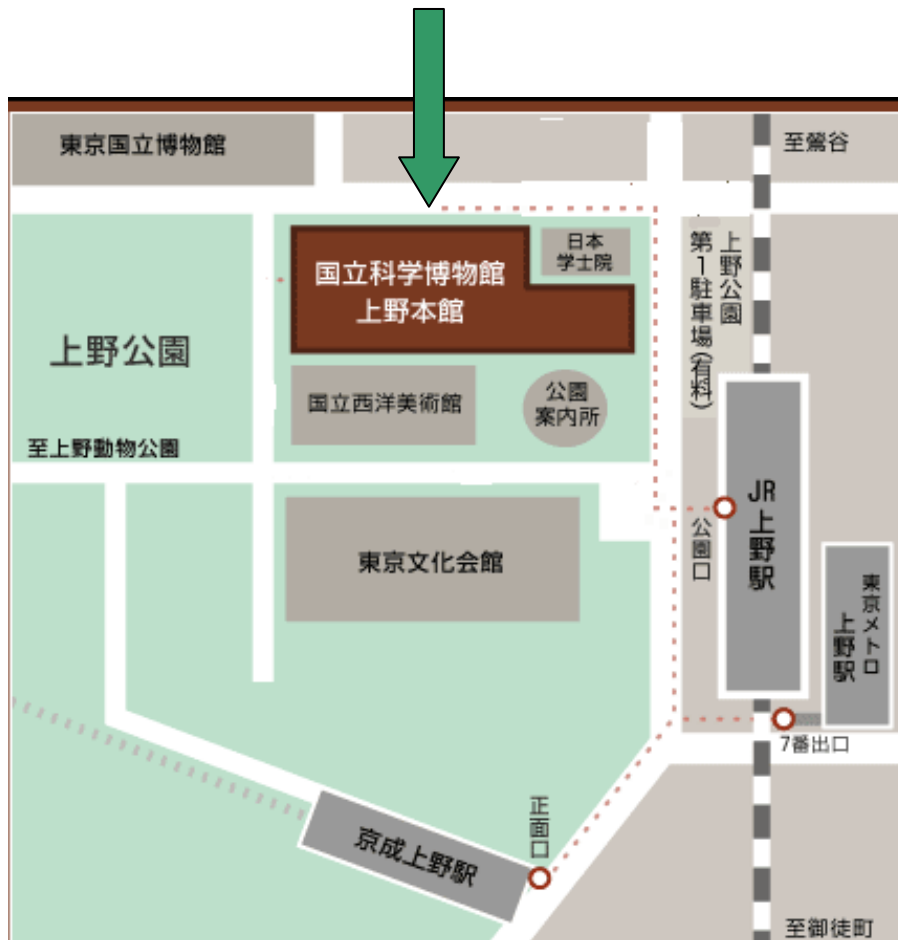 東京国立博物館
至鶯谷
国立科学博物館
上野本館
日本
学士院
上野公園
第1駐車場(有料)
上野公園
国立西洋美術館
公園
案内所
至上野動物公園
JR上野駅
公園口
東京文化会館
東京メトロ
上野駅
7番出口
正面口
京成上野駅
至御徒町